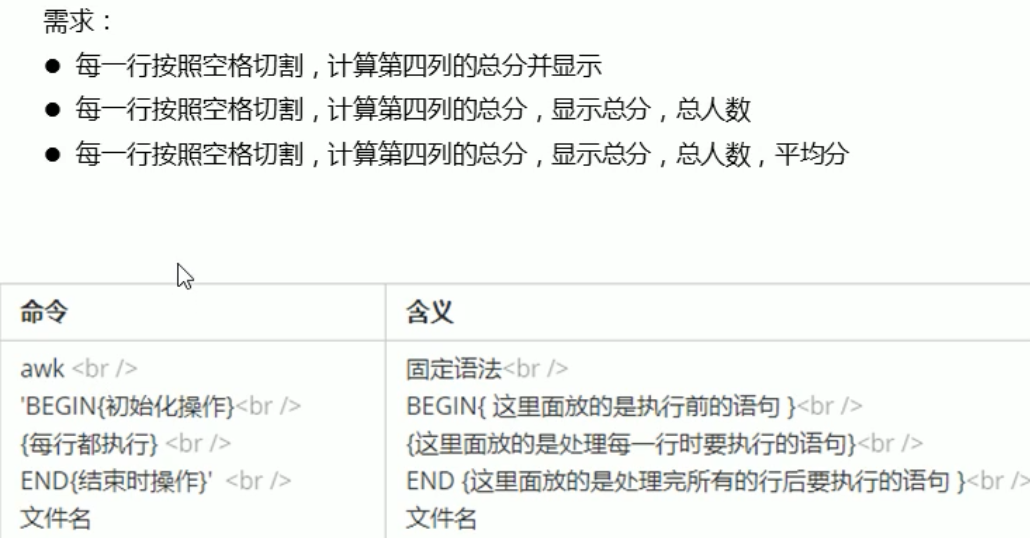 需求：
● 每一行按照空格切割，计算第四列的总分并显示
● 每一行按照空格切割，计算第四列的总分，显示总分，总人数
● 每一行按照空格切割，计算第四列的总分，显示总分，总人数，平均分
命令 含义
awk <br /> 固定语法<br />
'BEGIN{初始化操作}<br /> BEGIN{ 这里面放的是执行前的语句 }<br />
{每行都执行} <br /> {这里面放的是处理每一行时要执行的语句}<br />
END{结束时操作}' <br /> END {这里面放的是处理完所有的行后要执行的语句 }<br />
文件名 文件名